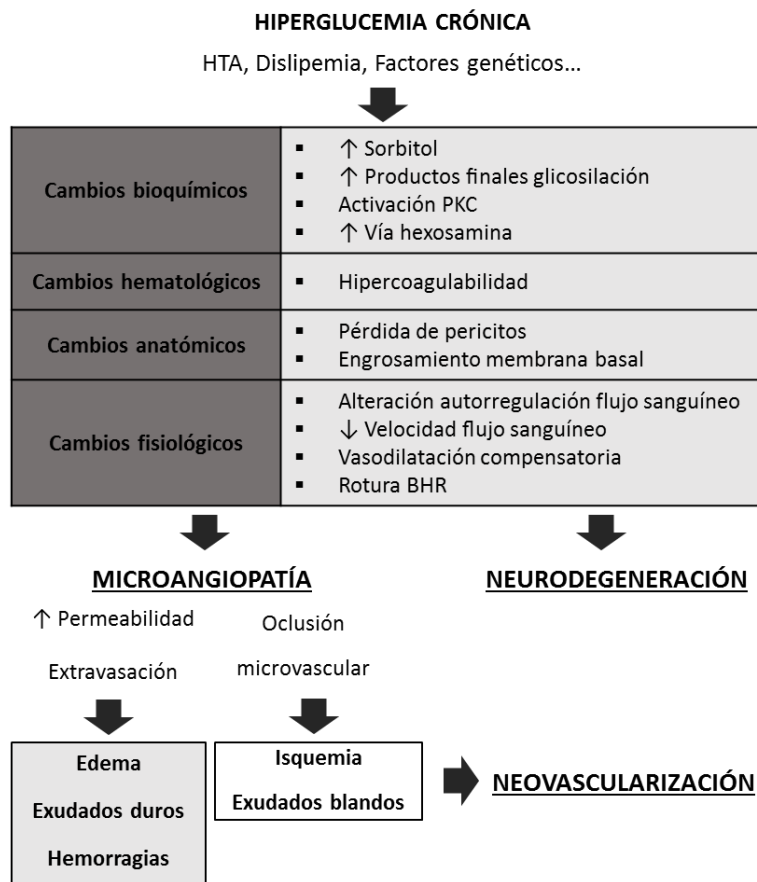 HIPERGLUCEMIA CRÓNICA
HTA, Dislipemia, Factores genéticos...
Cambios bioquímicos
▪ ↑ Sorbitol
▪ ↑ Productos finales glicosilación
▪ Activación PKC
▪ ↑ Vía hexosamina
Cambios hematológicos
▪ Hipercoagulabilidad
Cambios anatómicos
▪ Pérdida de pericitos
▪ Engrosamiento membrana basal
Cambios fisiológicos
▪ Alteración autorregulación flujo sanguíneo
▪ ↓ Velocidad flujo sanguíneo
▪ Vasodilatación compensatoria
▪ Rotura BHR
MICROANGIOPATÍA
↑ Permeabilidad
Extravasación
Oclusión
microvascular
Edema
Exudados duros
Hemorragias
Isquemia
Exudados blandos
NEURODEGENERACIÓN
NEOVASCULARIZACIÓN